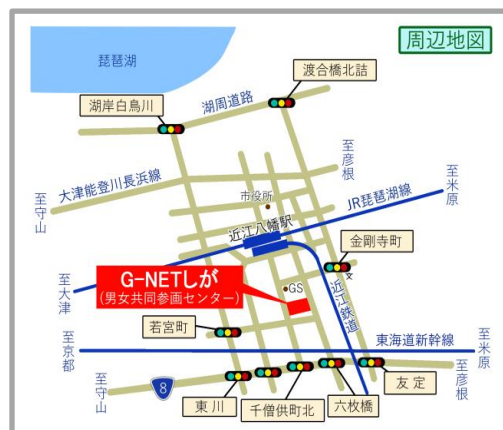 周辺地図
琵琶湖
渡合橋北詰
湖岸白鳥川
湖周道路
至彦根
至米原
大津能登川長浜線
市役所
JR琵琶湖線
至守山
近江八幡駅
金剛寺町
G-NETしが
(男女共同参画センター)
GS
近江鉄道
至大津
若宮町
東海道新幹線
至京都
至米原
8
至守山
至彦根
東川
千僧供町北
六枚橋
友定